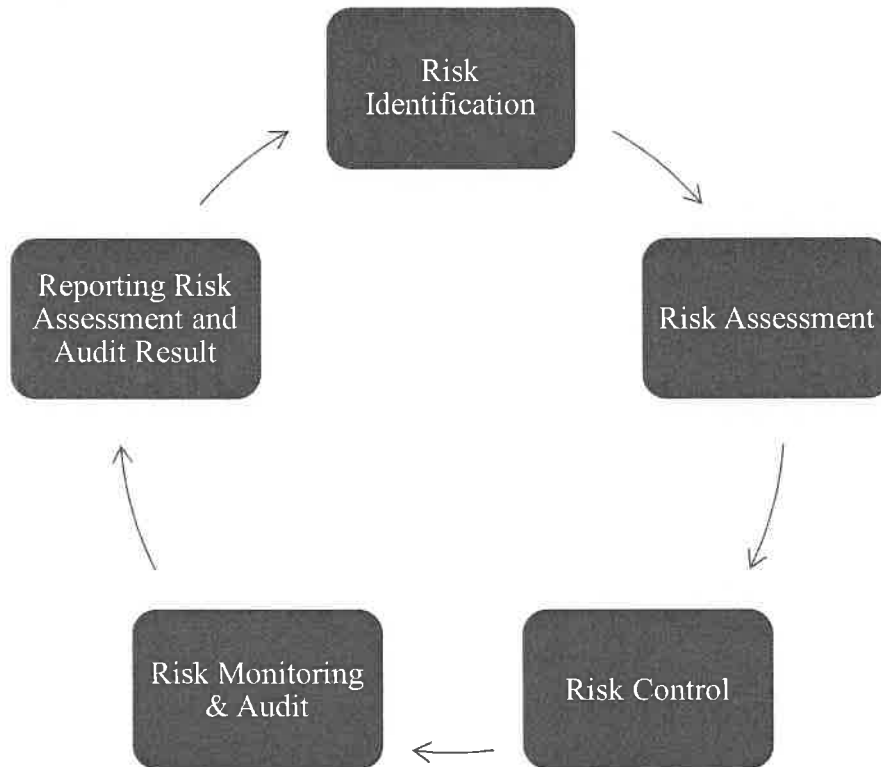 Risk
Identification
Risk Assessment
Risk Control
Risk Monitoring
& Audit
Reporting Risk
Assessment and
Audit Result